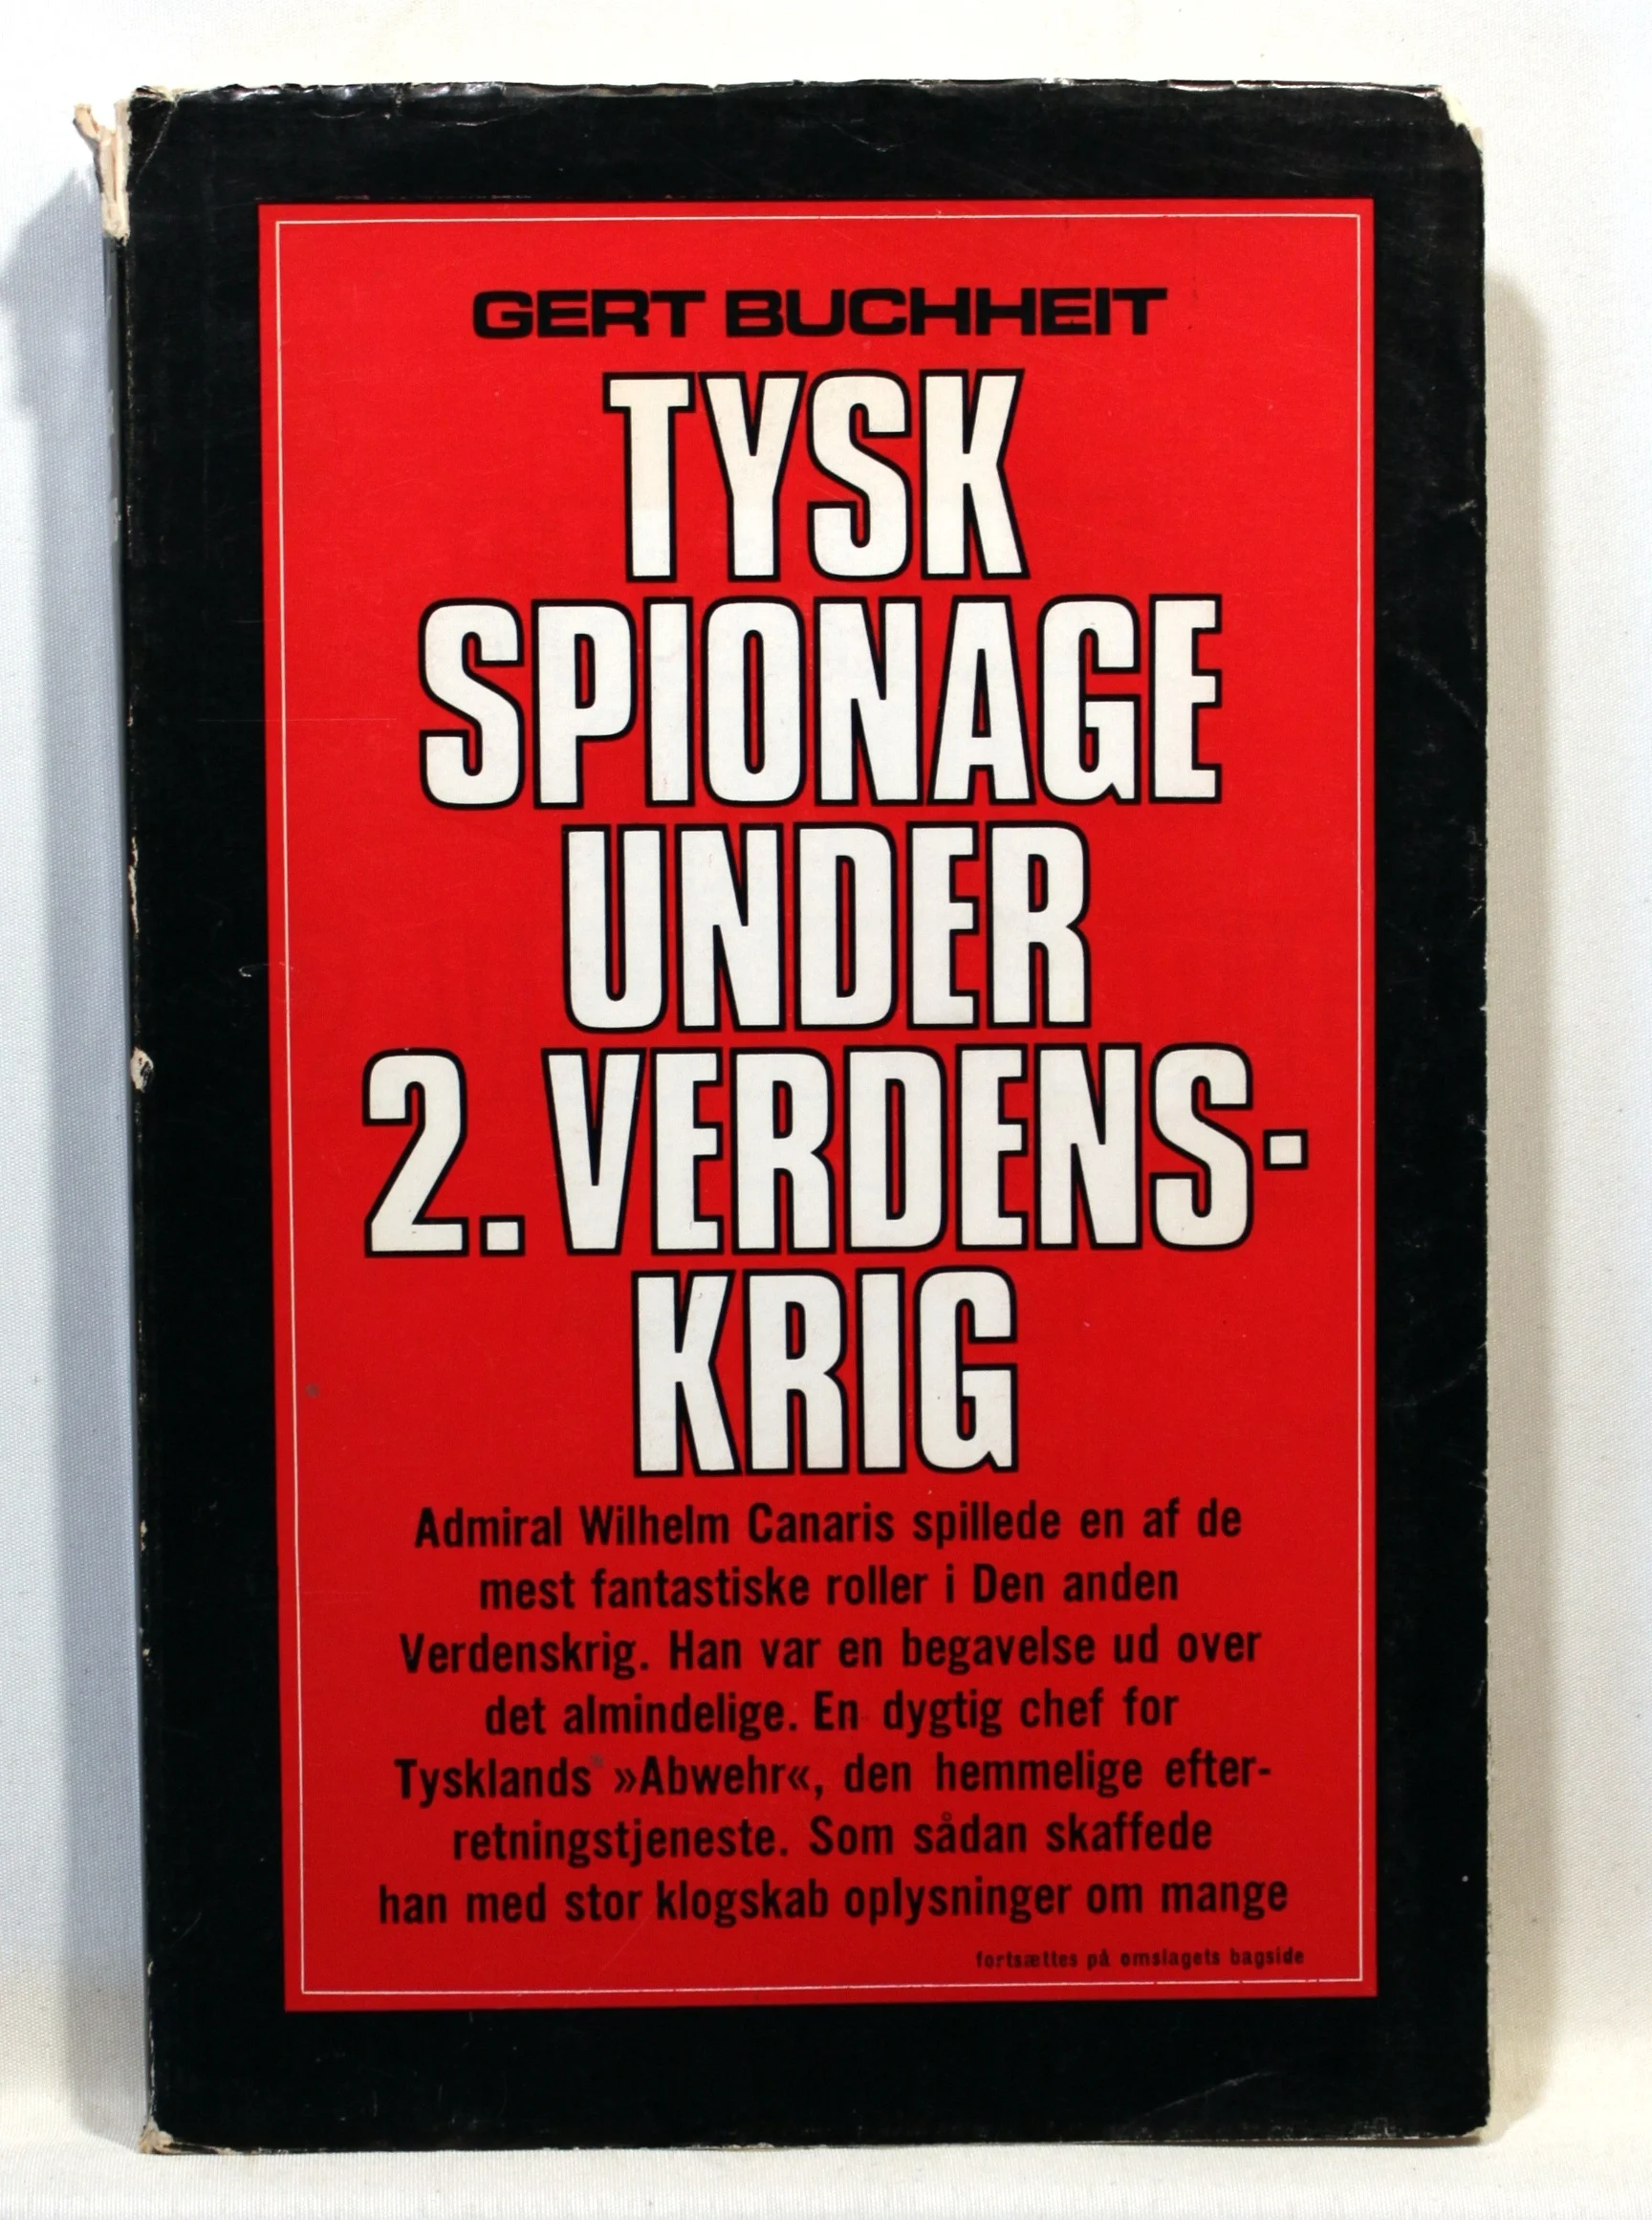 GERT BUCHHEIT
TYSK
SPIONAGE
UNDER
2. VERDENS-
KRIG
Admiral Wilhelm Canaris spillede en af de
mest fantastiske roller i Den anden
Verdenskrig. Han var en begavelse ud over
det almindelige. En dygtig chef for
Tysklands »Abwehr«, den hemmelige efter-
retningstjeneste. Som sådan skaffede
han med stor klogskab oplysninger om mange
fortsættes på omslagets bagside